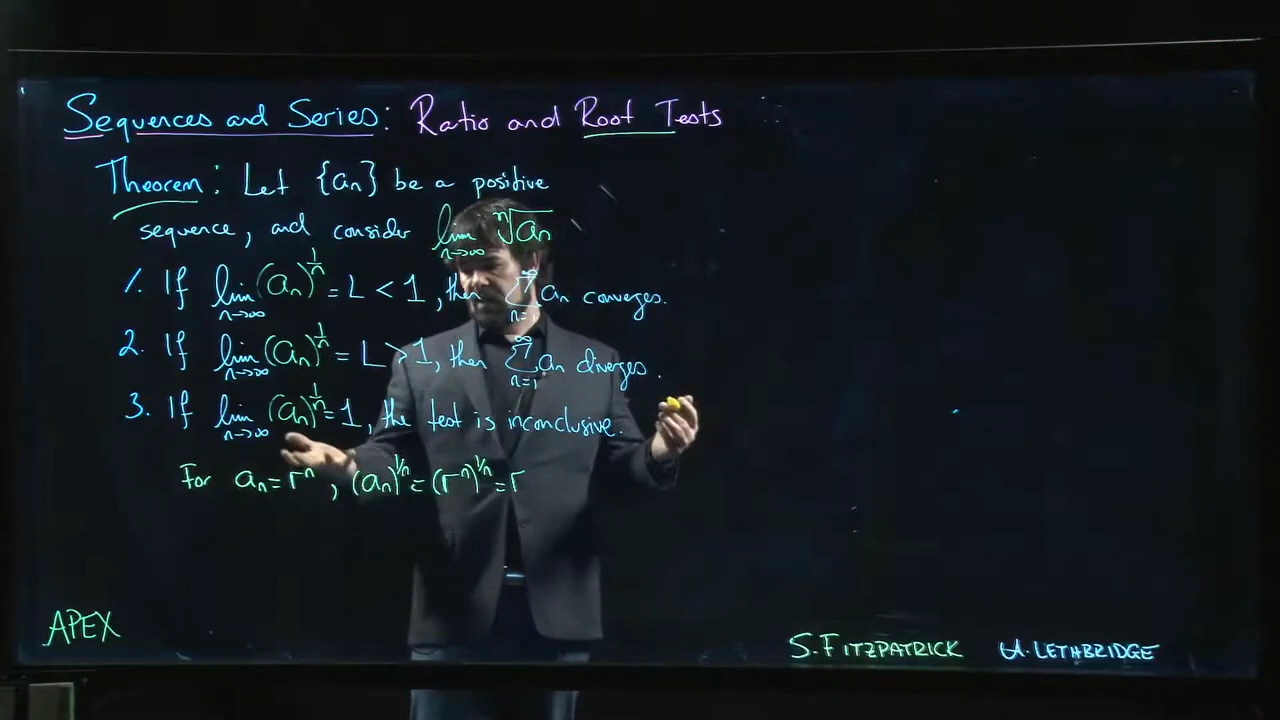 Sequences and Series: Ratio and Root Tests
Theorem: Let {aₙ} be a positive
sequence, and consider lim n→∞ ⁿ√aₙ
1. If lim n→∞ (aₙ)^(1/n) = L < 1, then ∑ n=1 ∞ aₙ converges.
2. If lim n→∞ (aₙ)^(1/n) = L > 1, then ∑ n=1 ∞ aₙ diverges.
3. If lim n→∞ (aₙ)^(1/n) = 1, the test is inconclusive.
For aₙ = rⁿ, (aₙ)^(1/n) = (rⁿ)^(1/n) = r
APEX
S. FITZPATRICK U. LETHBRIDGE